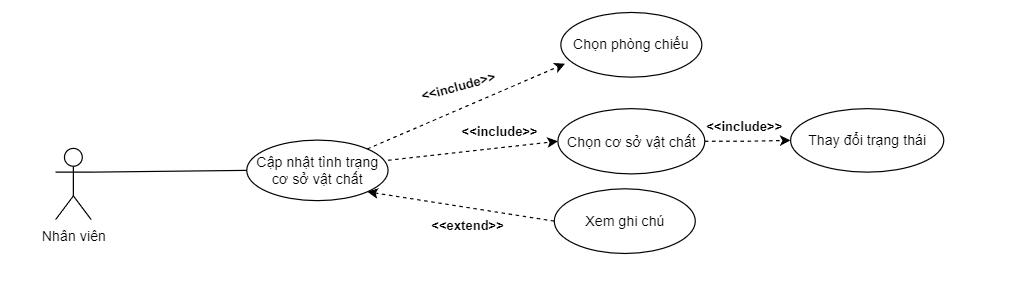 Chọn phòng chiếu
<<include>>
<<include>>
Chọn cơ sở vật chất
<<include>>
Thay đổi trạng thái
Cập nhật tình trạng
cơ sở vật chất
<<extend>>
Xem ghi chú
Nhân viên